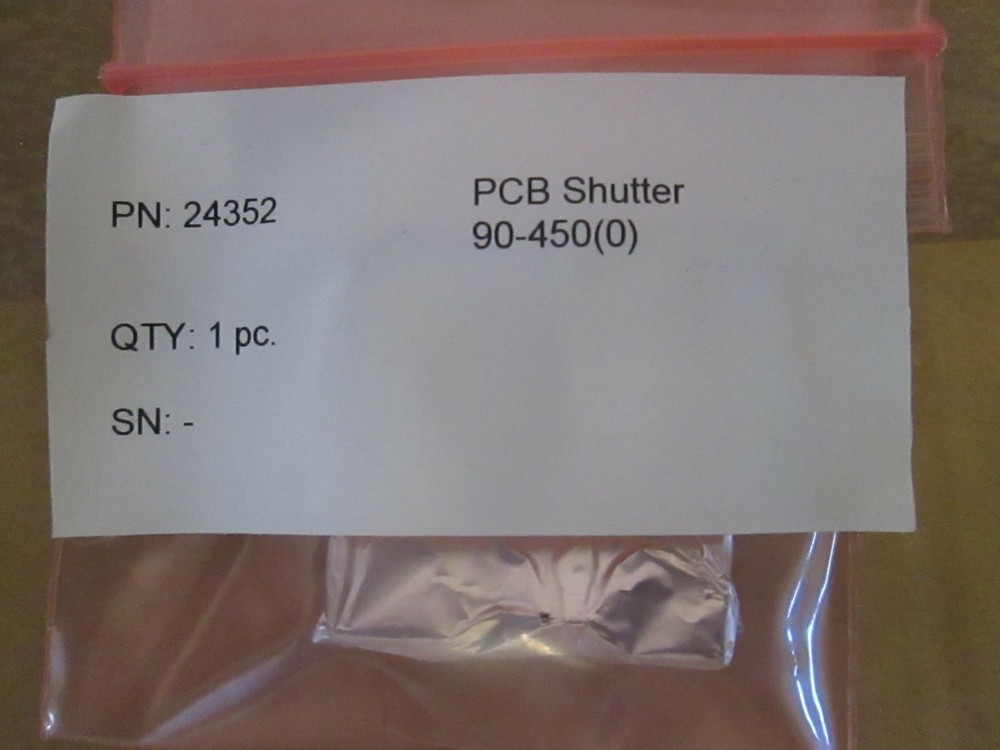 PN: 24352
PCB Shutter
90-450(0)
QTY: 1 pc.
SN: -